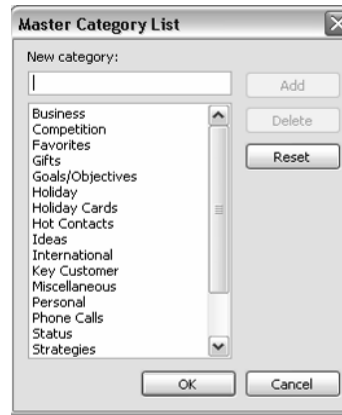 Master Category List
New category:
Add
Business
Competition
Favorites
Gifts
Goals/Objectives
Holiday
Holiday Cards
Hot Contacts
Ideas
International
Key Customer
Miscellaneous
Personal
Phone Calls
Status
Strategies
Delete
Reset
OK
Cancel